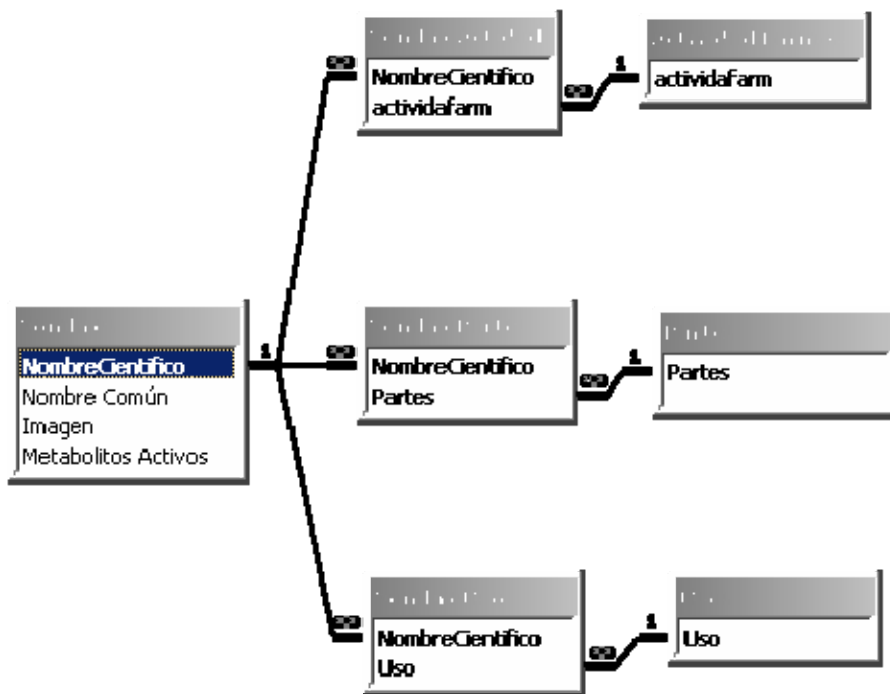 NombreCientifico
actividafarm
1
actividaFarm
NombreCientifico
Nombre Común
Imagen
Metabolitos Activos
1
NombreCientifico
Partes
1
Partes
NombreCientifico
Uso
1
Uso